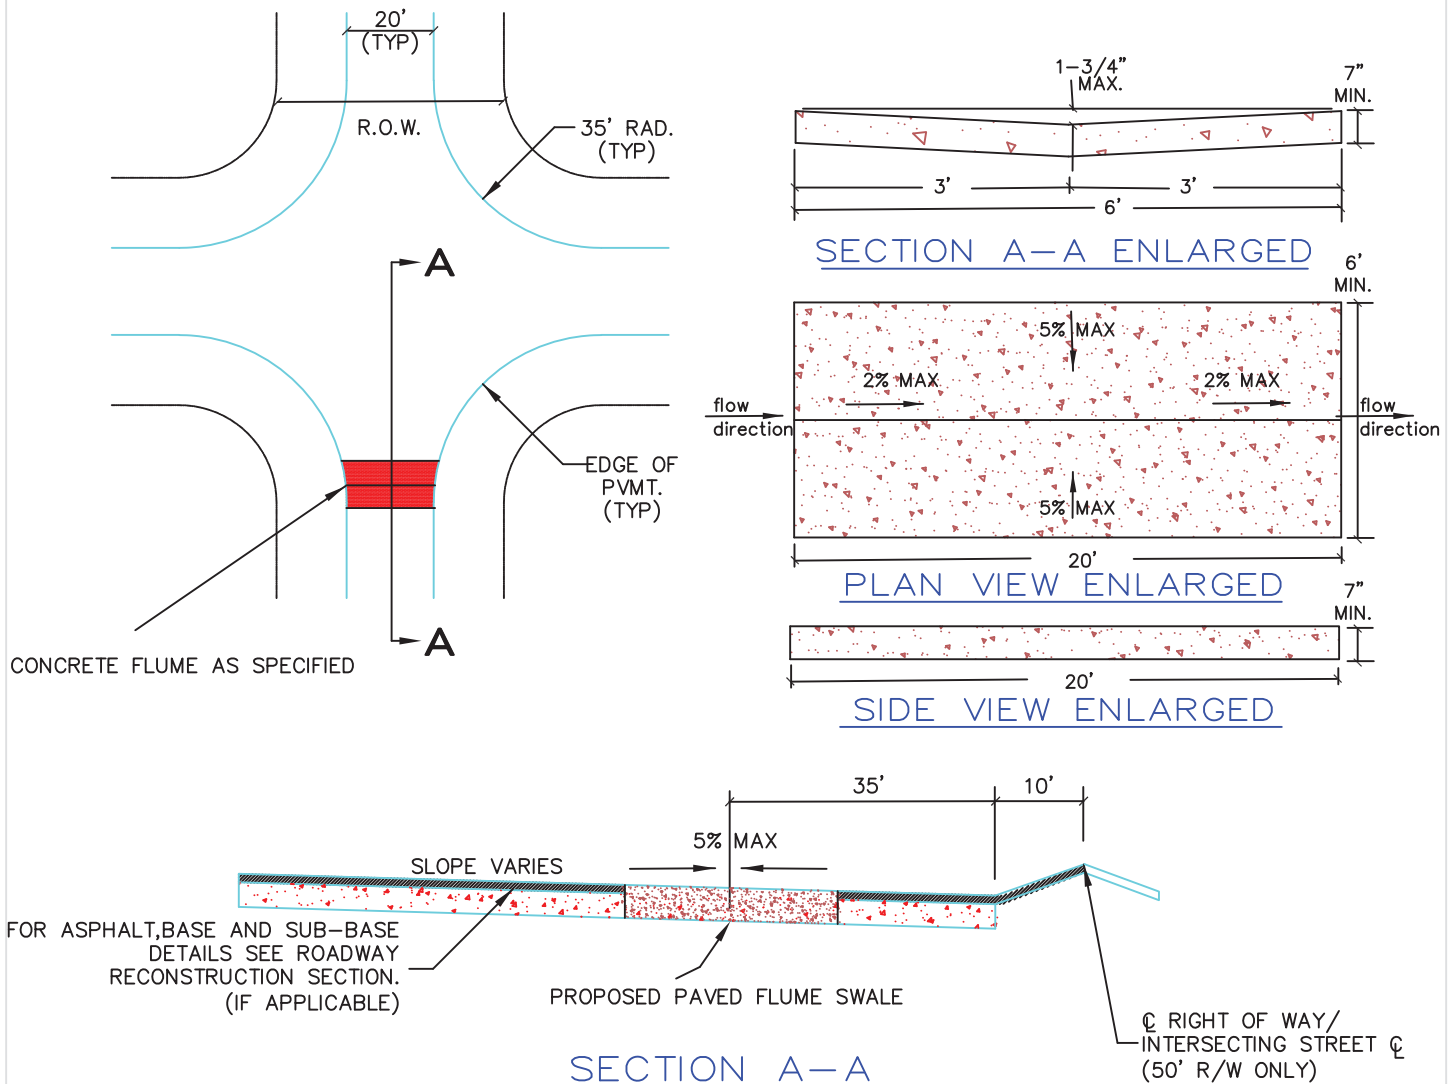 20'
(TYP)
R.O.W.
35' RAD.
(TYP)
A
EDGE OF
PVMT.
(TYP)
A
CONCRETE FLUME AS SPECIFIED
1-3/4"
MAX.
7"
MIN.
3'
3'
6'
SECTION A-A ENLARGED
6'
MIN.
5% MAX
2% MAX
2% MAX
flow
direction
flow
direction
5% MAX
20'
PLAN VIEW ENLARGED
7"
MIN.
20'
SIDE VIEW ENLARGED
35'
10'
5% MAX
SLOPE VARIES
FOR ASPHALT,BASE AND SUB-BASE
DETAILS SEE ROADWAY
RECONSTRUCTION SECTION.
(IF APPLICABLE)
PROPOSED PAVED FLUME SWALE
℄ RIGHT OF WAY/
INTERSECTING STREET ℄
(50' R/W ONLY)
SECTION A-A